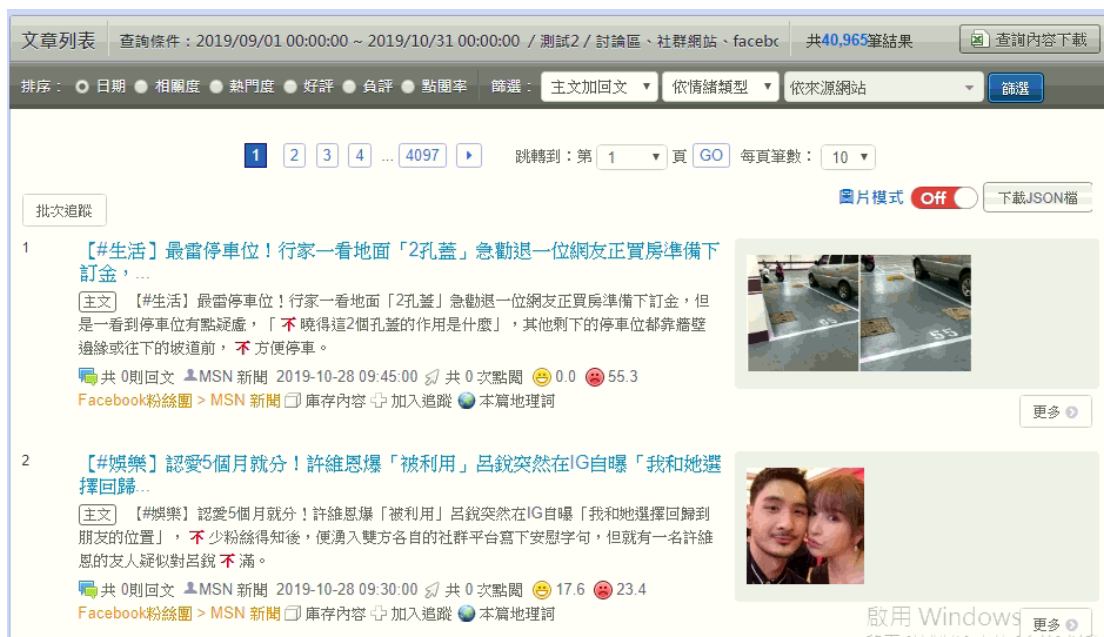 文章列表 查詢條件：2019/09/01 00:00:00 ~ 2019/10/31 00:00:00 / 測試2 / 討論區、社群網站、facebc 共40,965筆結果 查詢內容下載
排序： 日期 相關度 熱門度 好評 負評 點閱率 篩選： 主文加回文 依情緒類型 依來源網站 篩選
1 2 3 4 ... 4097 跳轉到：第 1 頁 GO 每頁筆數： 10
圖片模式 Off 下載JSON檔
批次追蹤
1 【#生活】最雷停車位！行家一看地面「2孔蓋」急勸退一位網友正買房準備下
訂金，...
主文 【#生活】最雷停車位！行家一看地面「2孔蓋」急勸退一位網友正買房準備下訂金，但
是一看到停車位有點疑慮，「 不 曉得這2個孔蓋的作用是什麼」，其他剩下的停車位都靠牆壁
邊緣或往下的坡道前， 不 方便停車。
共 0則回文 MSN 新聞 2019-10-28 09:45:00 共 0 次點閱 0.0 55.3
Facebook粉絲團 > MSN 新聞 庫存內容 加入追蹤 本篇地理詞
更多
2 【#娛樂】認愛5個月就分！許維恩爆「被利用」呂銳突然在IG自曝「我和她選
擇回歸...
主文 【#娛樂】認愛5個月就分！許維恩爆「被利用」呂銳突然在IG自曝「我和她選擇回歸到
朋友的位置」， 不 少粉絲得知後，便湧入雙方各自的社群平台寫下安慰字句，但就有一名許維
恩的友人疑似對呂銳 不 滿。
共 0則回文 MSN 新聞 2019-10-28 09:30:00 共 0 次點閱 17.6 23.4
Facebook粉絲團 > MSN 新聞 庫存內容 加入追蹤 本篇地理詞
啟用 Windows
更多